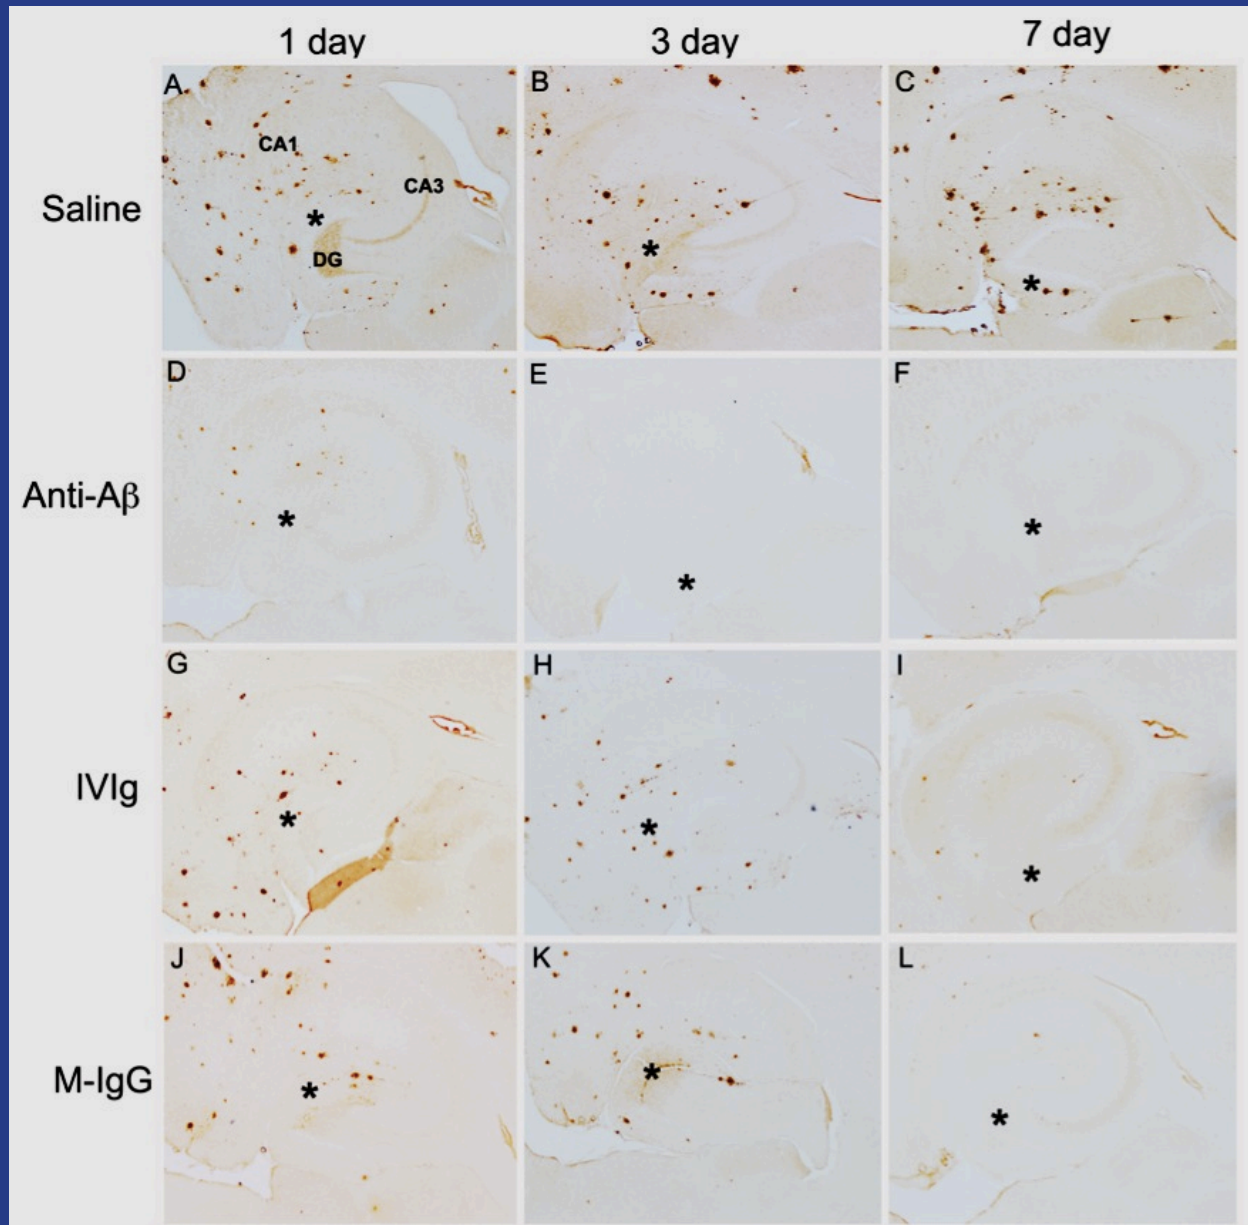 1 day 3 day 7 day
Saline
A B C
CA1
CA3
*
*
DG
*
Anti-Aβ
D E F
*
*
*
IVIg
G H I
*
*
*
M-IgG
J K L
*
*
*